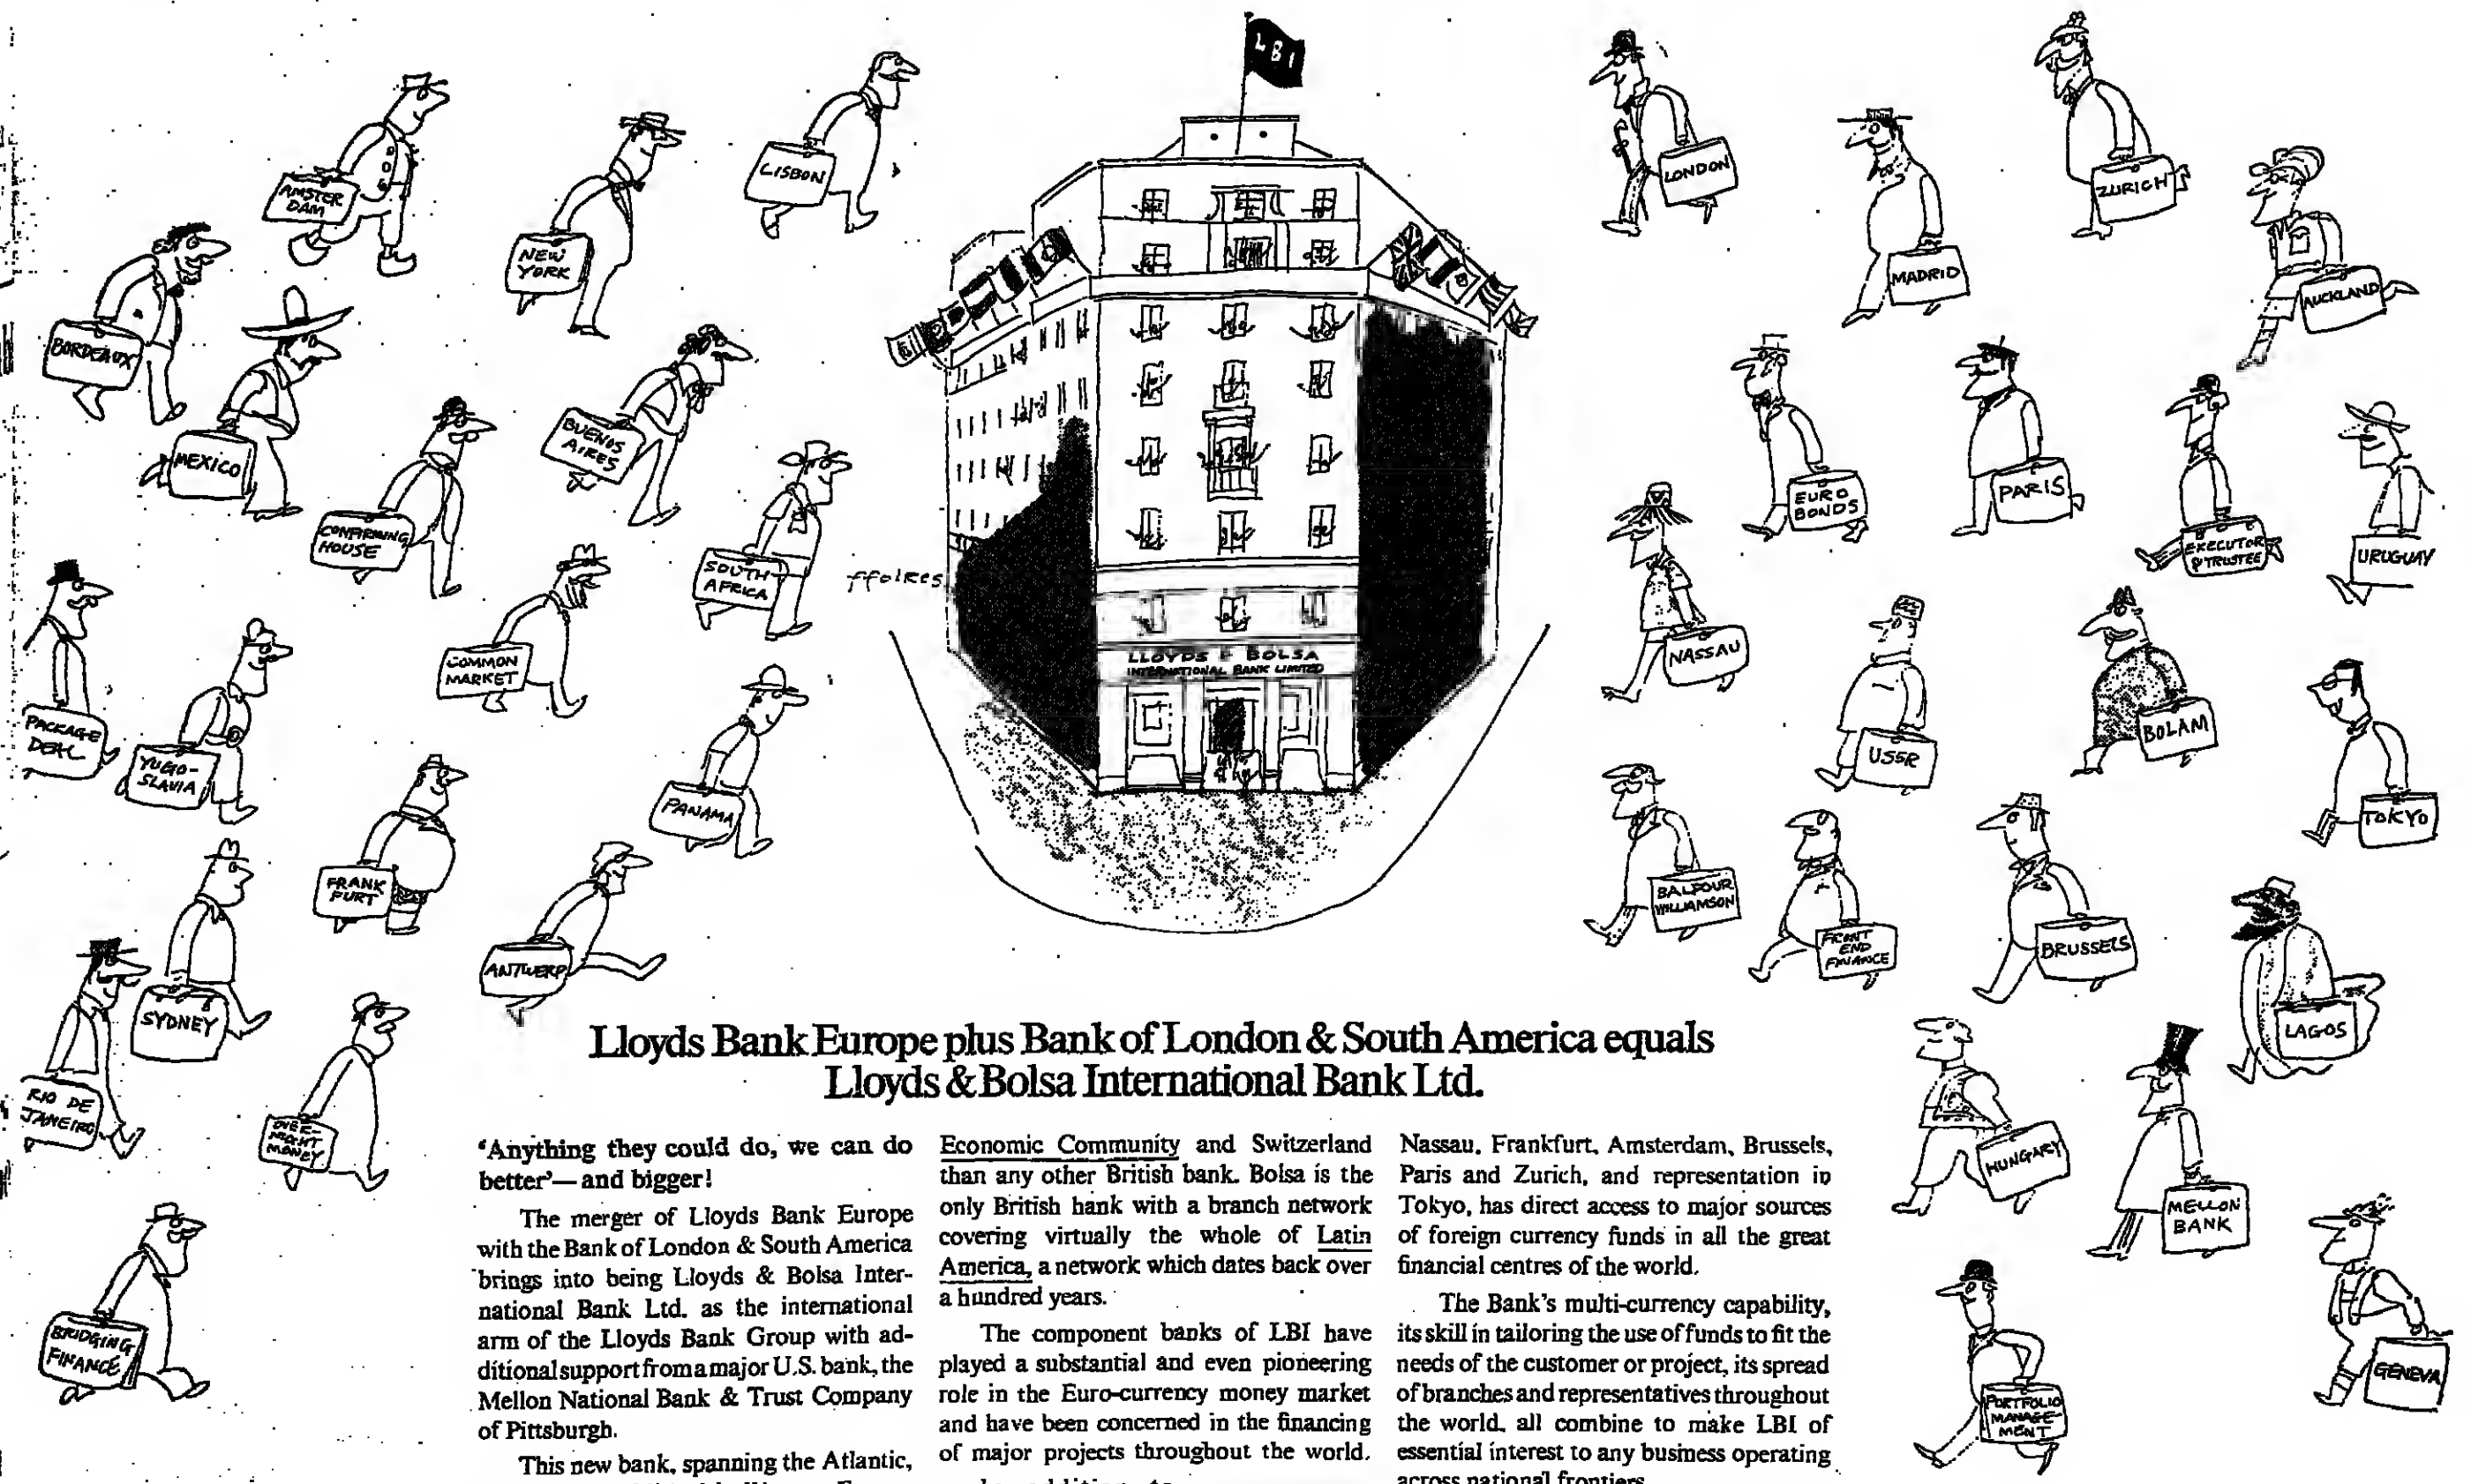 LBI
LISBON
AMSTER
DAM
NEW
YORK
BORDEAUX
MEXICO
BUENOS
AIRES
CONFIRMING
HOUSE
SOUTH
AFRICA
ffolkes
COMMON
MARKET
PACKAGE
DEAL
YUGO-
SLAVIA
PANAMA
FRANK
FURT
ANTWERP
SYDNEY
RIO DE
JANEIRO
OVER-
NIGHT
MONEY
BRIDGING
FINANCE
LLOYDS & BOLSA
INTERNATIONAL BANK LIMITED
LONDON
ZURICH
MADRID
AUCKLAND
EURO
BONDS
PARIS
EXECUTOR
& TRUSTEE
URUGUAY
NASSAU
USSR
BOLAM
TOKYO
BALFOUR
WILLIAMSON
FRONT
END
FINANCE
BRUSSELS
LAGOS
HUNGARY
MELLON
BANK
GENEVA
PORTFOLIO
MANAGE-
MENT
Lloyds Bank Europe plus Bank of London & South America equals
Lloyds & Bolsa International Bank Ltd.
‘Anything they could do, we can do
better’— and bigger!
The merger of Lloyds Bank Europe
with the Bank of London & South America
brings into being Lloyds & Bolsa Inter-
national Bank Ltd. as the international
arm of the Lloyds Bank Group with ad-
ditional support from a major U.S. bank, the
Mellon National Bank & Trust Company
of Pittsburgh.
This new bank, spanning the Atlantic,
Economic Community and Switzerland
than any other British bank. Bolsa is the
only British bank with a branch network
covering virtually the whole of Latin
America, a network which dates back over
a hundred years.
The component banks of LBI have
played a substantial and even pioneering
role in the Euro-currency money market
and have been concerned in the financing
of major projects throughout the world.
Nassau, Frankfurt, Amsterdam, Brussels,
Paris and Zurich, and representation in
Tokyo, has direct access to major sources
of foreign currency funds in all the great
financial centres of the world.
The Bank's multi-currency capability,
its skill in tailoring the use of funds to fit the
needs of the customer or project, its spread
of branches and representatives throughout
the world, all combine to make LBI of
essential interest to any business operating
across national frontiers.